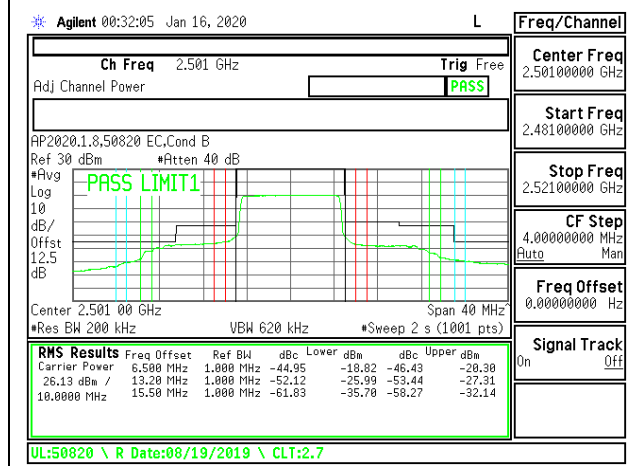 Agilent 00:32:05 Jan 16, 2020 L
Freq/Channel
Ch Freq 2.501 GHz Trig Free
Adj Channel Power PASS
AP2020.1.8,50820 EC,Cond B
Ref 30 dBm #Atten 40 dB
#Avg
Log
10
dB/
Offst
12.5
dB
PASS LIMIT1
Center 2.501 00 GHz Span 40 MHz^
#Res BW 200 kHz VBW 620 kHz #Sweep 2 s (1001 pts)
RMS Results Freq Offset Ref BW dBc Lower dBm dBc Upper dBm
Carrier Power 6.500 MHz 1.000 MHz -44.95 -18.82 -46.43 -20.30
26.13 dBm / 13.20 MHz 1.000 MHz -52.12 -25.99 -53.44 -27.31
10.0000 MHz 15.50 MHz 1.000 MHz -61.83 -35.70 -58.27 -32.14
UL:50820 \ R Date:08/19/2019 \ CLT:2.7
Center Freq
2.50100000 GHz
Start Freq
2.48100000 GHz
Stop Freq
2.52100000 GHz
CF Step
4.00000000 MHz
Auto Man
Freq Offset
0.00000000 Hz
Signal Track
On Off